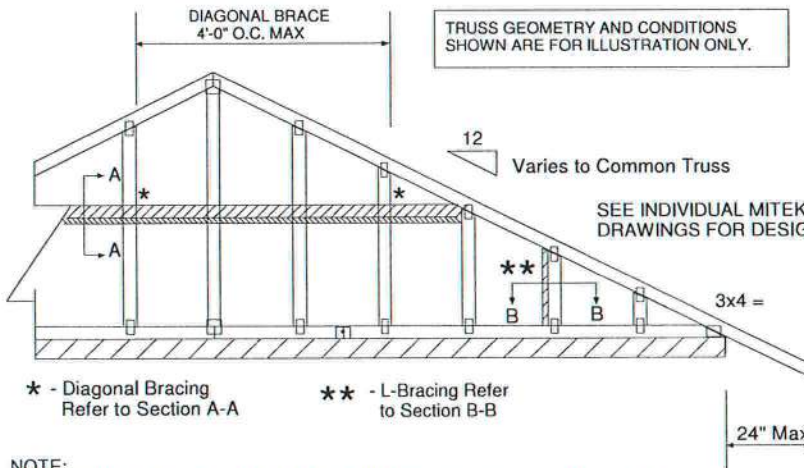 DIAGONAL BRACE
4'-0" O.C. MAX
TRUSS GEOMETRY AND CONDITIONS
SHOWN ARE FOR ILLUSTRATION ONLY.
12
Varies to Common Truss
A
*
*
SEE INDIVIDUAL MITEK
DRAWINGS FOR DESIG
A
**
B
B
3x4 =
* - Diagonal Bracing
Refer to Section A-A
** - L-Bracing Refer
to Section B-B
24" Max
NOTE: